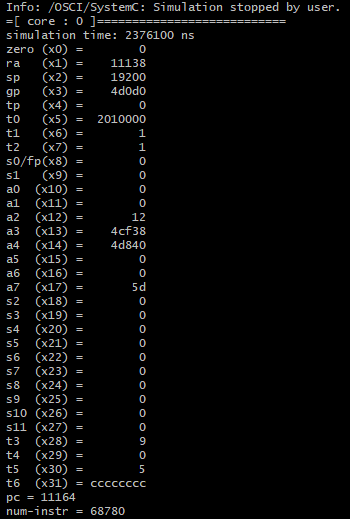 Info: /OSCI/SystemC: Simulation stopped by user.
=[ core : 0 ]===========================
simulation time: 2376100 ns
zero (x0) =        0
ra   (x1) =    11138
sp   (x2) =    19200
gp   (x3) =    4d0d0
tp   (x4) =        0
t0   (x5) =  2010000
t1   (x6) =        1
t2   (x7) =        1
s0/fp(x8) =        0
s1   (x9) =        0
a0  (x10) =        0
a1  (x11) =        0
a2  (x12) =       12
a3  (x13) =    4cf38
a4  (x14) =    4d840
a5  (x15) =        0
a6  (x16) =        0
a7  (x17) =       5d
s2  (x18) =        0
s3  (x19) =        0
s4  (x20) =        0
s5  (x21) =        0
s6  (x22) =        0
s7  (x23) =        0
s8  (x24) =        0
s9  (x25) =        0
s10 (x26) =        0
s11 (x27) =        0
t3  (x28) =        9
t4  (x29) =        0
t5  (x30) =        5
t6  (x31) = cccccccc
pc = 11164
num-instr = 68780